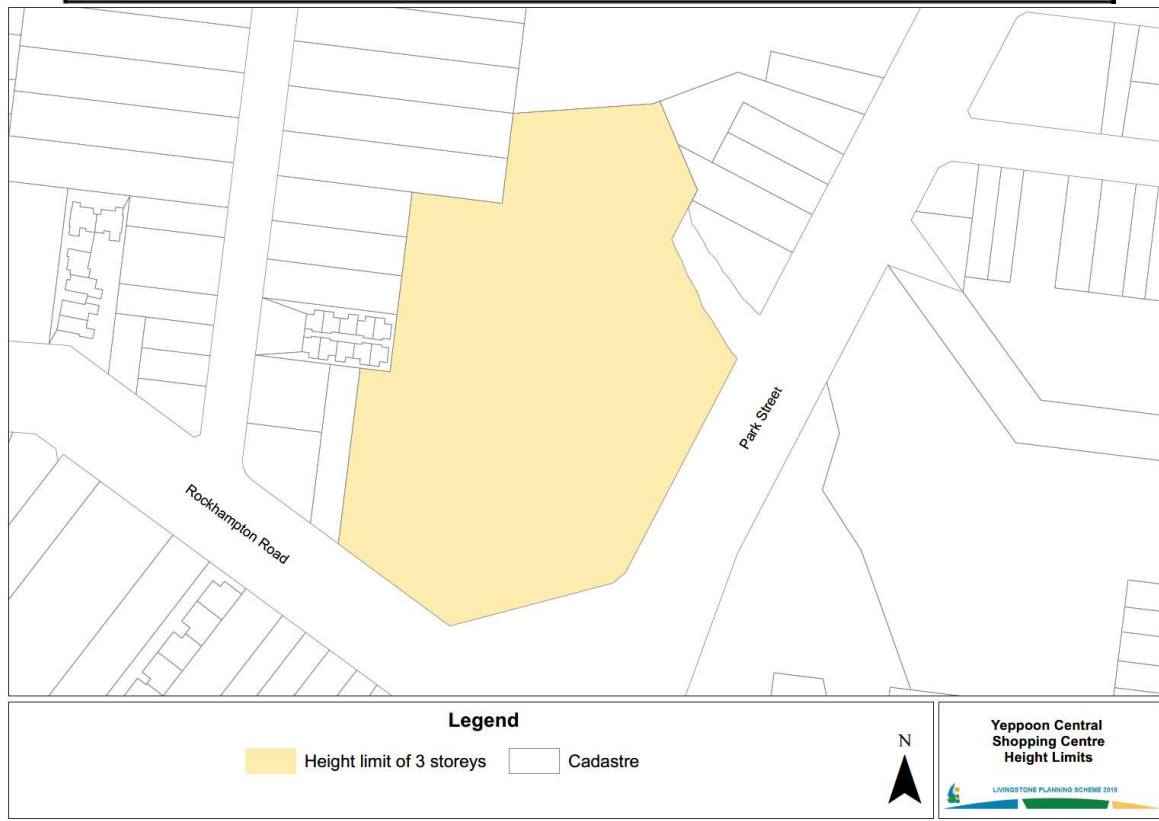 Park Street
Rockhampton Road
Legend
Height limit of 3 storeys
Cadastre
N
Yeppoon Central
Shopping Centre
Height Limits
LIVINGSTONE PLANNING SCHEME 2018